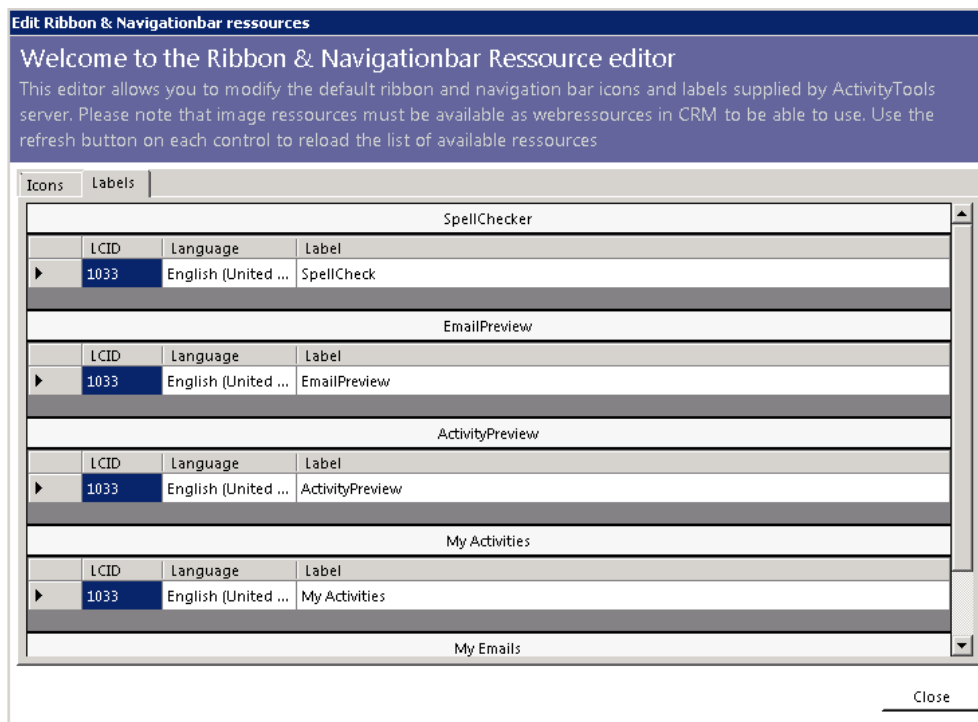 Edit Ribbon & Navigationbar ressources
Welcome to the Ribbon & Navigationbar Ressource editor
This editor allows you to modify the default ribbon and navigation bar icons and labels supplied by ActivityTools
server. Please note that image ressources must be available as webressources in CRM to be able to use. Use the
refresh button on each control to reload the list of available ressources
Icons Labels
SpellChecker
LCID Language Label
1033 English (United ... SpellCheck
EmailPreview
LCID Language Label
1033 English (United ... EmailPreview
ActivityPreview
LCID Language Label
1033 English (United ... ActivityPreview
My Activities
LCID Language Label
1033 English (United ... My Activities
My Emails
Close